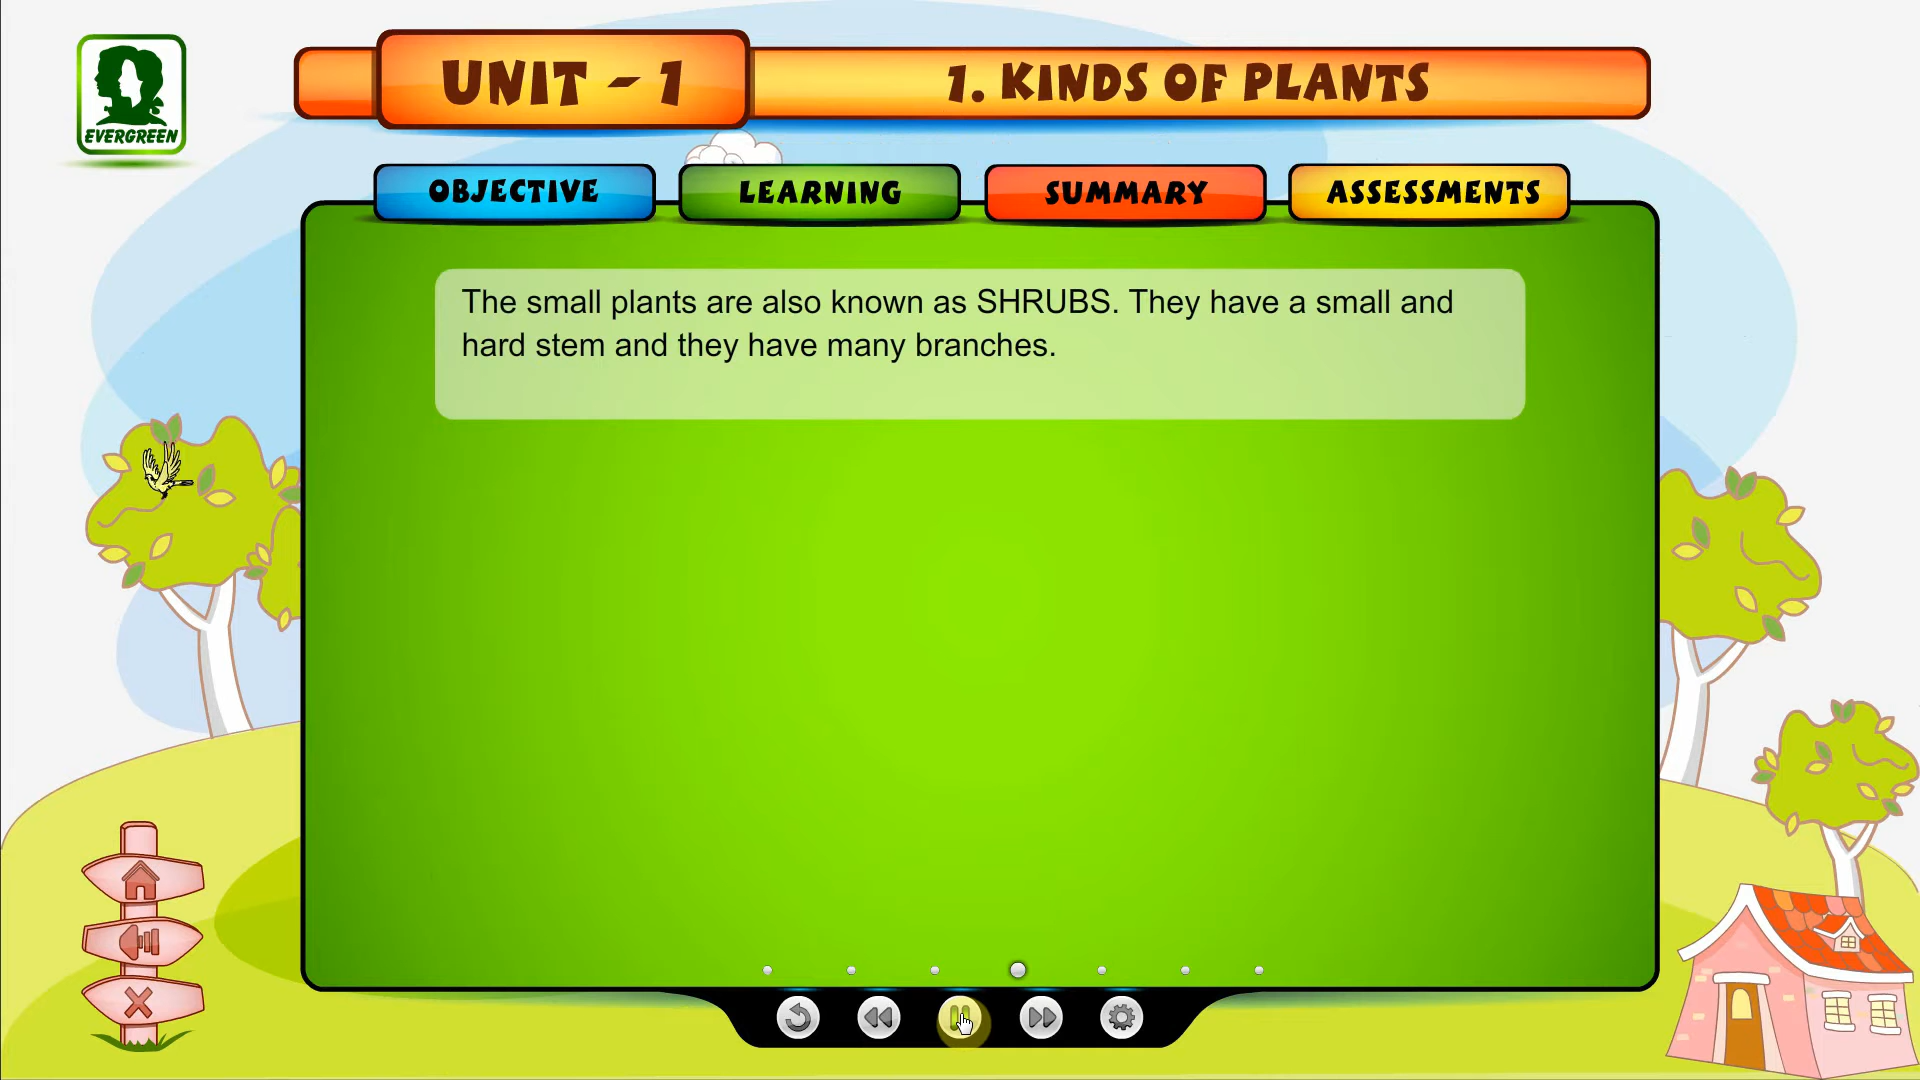 EVERGREEN
UNIT - 1
1. KINDS OF PLANTS
OBJECTIVE
LEARNING
SUMMARY
ASSESSMENTS
The small plants are also known as SHRUBS. They have a small and
hard stem and they have many branches.